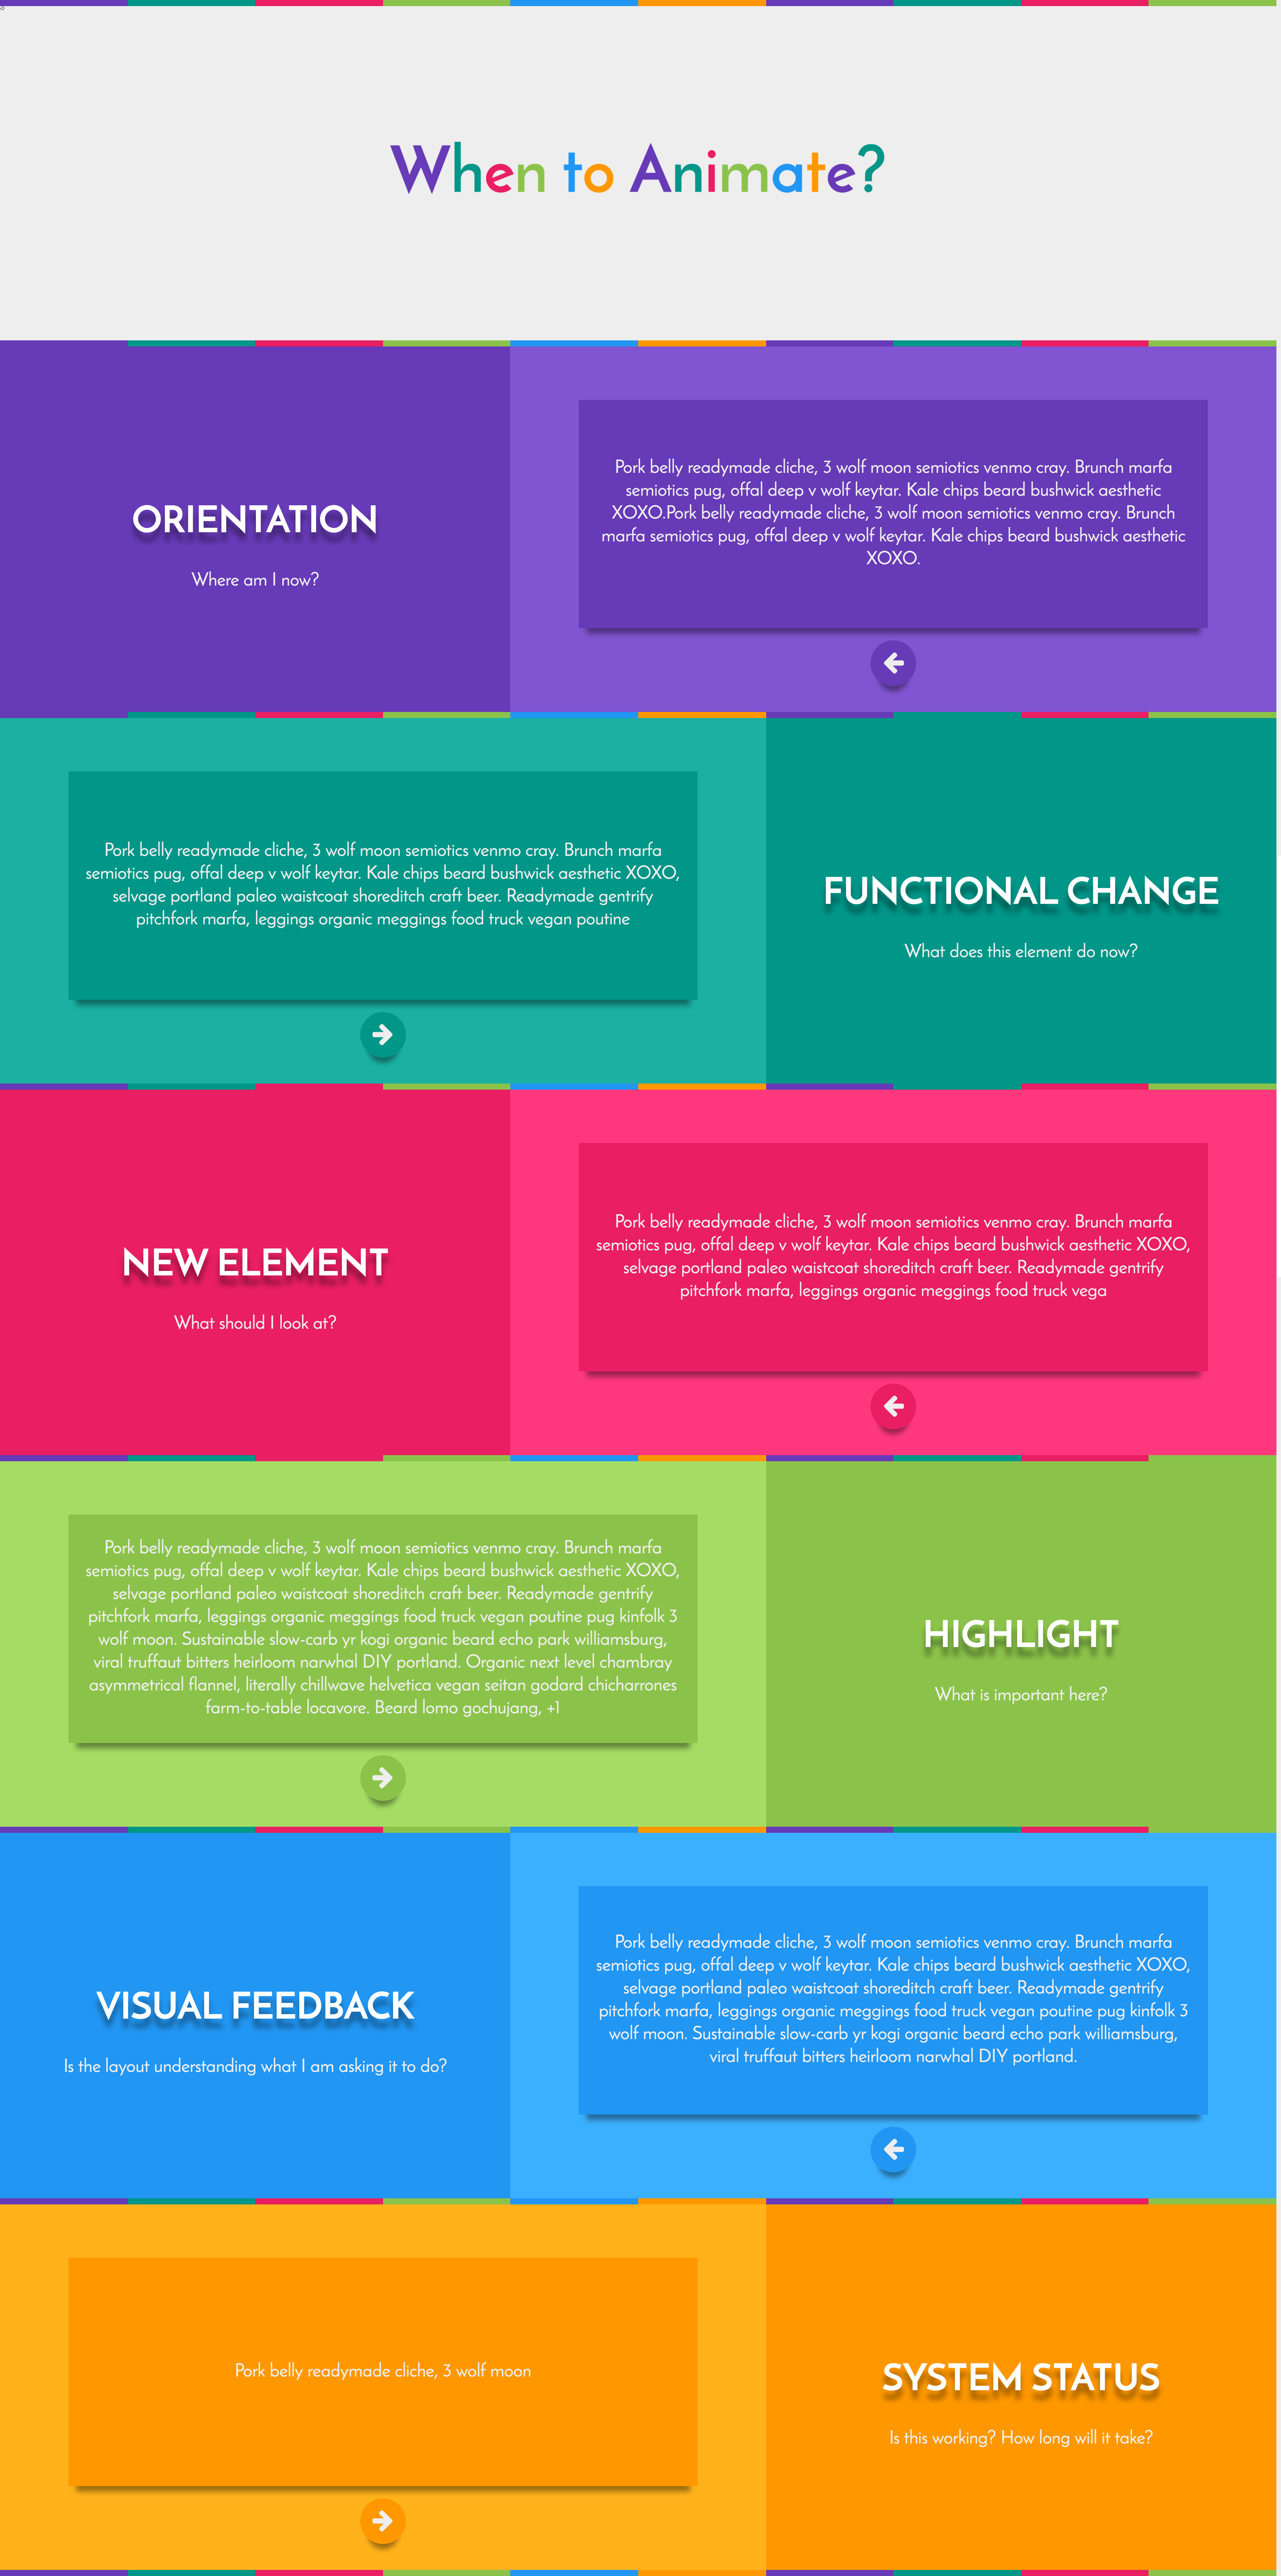 When to Animate?
ORIENTATION
Where am I now?
Pork belly readymade cliche, 3 wolf moon semiotics venmo cray. Brunch marfa
semiotics pug, offal deep v wolf keytar. Kale chips beard bushwick aesthetic
XOXO.Pork belly readymade cliche, 3 wolf moon semiotics venmo cray. Brunch
marfa semiotics pug, offal deep v wolf keytar. Kale chips beard bushwick aesthetic
XOXO.
Pork belly readymade cliche, 3 wolf moon semiotics venmo cray. Brunch marfa
semiotics pug, offal deep v wolf keytar. Kale chips beard bushwick aesthetic XOXO,
selvage portland paleo waistcoat shoreditch craft beer. Readymade gentrify
pitchfork marfa, leggings organic meggings food truck vegan poutine
FUNCTIONAL CHANGE
What does this element do now?
NEW ELEMENT
What should I look at?
Pork belly readymade cliche, 3 wolf moon semiotics venmo cray. Brunch marfa
semiotics pug, offal deep v wolf keytar. Kale chips beard bushwick aesthetic XOXO,
selvage portland paleo waistcoat shoreditch craft beer. Readymade gentrify
pitchfork marfa, leggings organic meggings food truck vega
Pork belly readymade cliche, 3 wolf moon semiotics venmo cray. Brunch marfa
semiotics pug, offal deep v wolf keytar. Kale chips beard bushwick aesthetic XOXO,
selvage portland paleo waistcoat shoreditch craft beer. Readymade gentrify
pitchfork marfa, leggings organic meggings food truck vegan poutine pug kinfolk 3
wolf moon. Sustainable slow-carb yr kogi organic beard echo park williamsburg,
viral truffaut bitters heirloom narwhal DIY portland. Organic next level chambray
asymmetrical flannel, literally chillwave helvetica vegan seitan godard chicharrones
farm-to-table locavore. Beard lomo gochujang, +1
HIGHLIGHT
What is important here?
VISUAL FEEDBACK
Is the layout understanding what I am asking it to do?
Pork belly readymade cliche, 3 wolf moon semiotics venmo cray. Brunch marfa
semiotics pug, offal deep v wolf keytar. Kale chips beard bushwick aesthetic XOXO,
selvage portland paleo waistcoat shoreditch craft beer. Readymade gentrify
pitchfork marfa, leggings organic meggings food truck vegan poutine pug kinfolk 3
wolf moon. Sustainable slow-carb yr kogi organic beard echo park williamsburg,
viral truffaut bitters heirloom narwhal DIY portland.
Pork belly readymade cliche, 3 wolf moon
SYSTEM STATUS
Is this working? How long will it take?